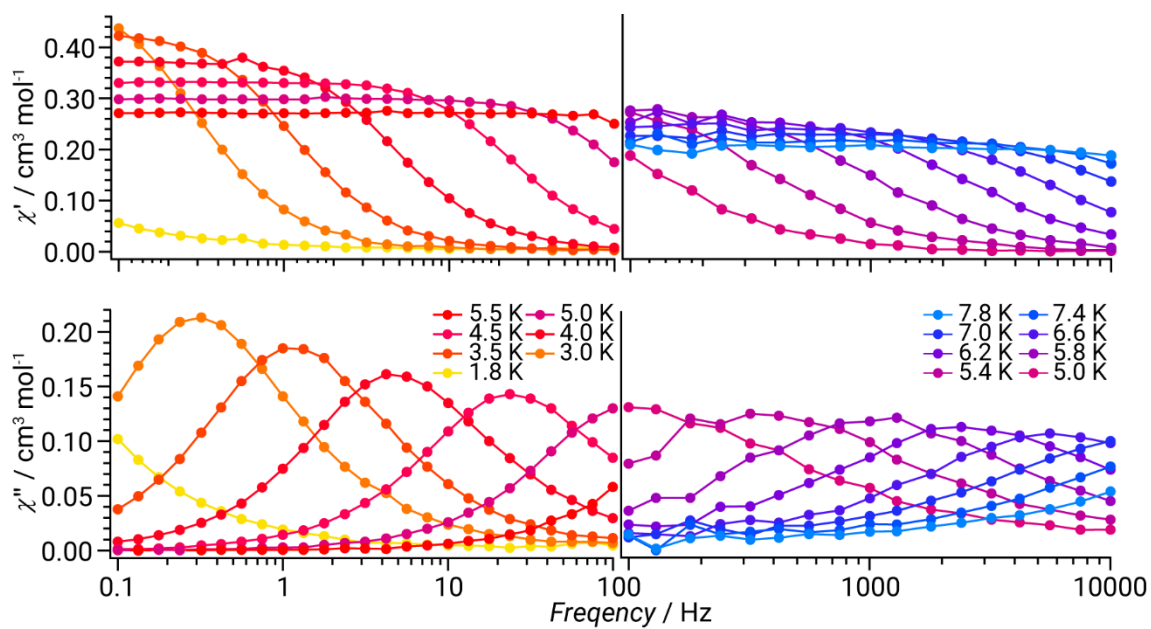 χ' / cm³ mol⁻¹
0.40
0.30
0.20
0.10
0.00
χ'' / cm³ mol⁻¹
0.20
0.15
0.10
0.05
0.00
5.5 K 5.0 K
4.5 K 4.0 K
3.5 K 3.0 K
1.8 K
7.8 K 7.4 K
7.0 K 6.6 K
6.2 K 5.8 K
5.4 K 5.0 K
0.1 1 10 100 1000 10000
Freqency / Hz